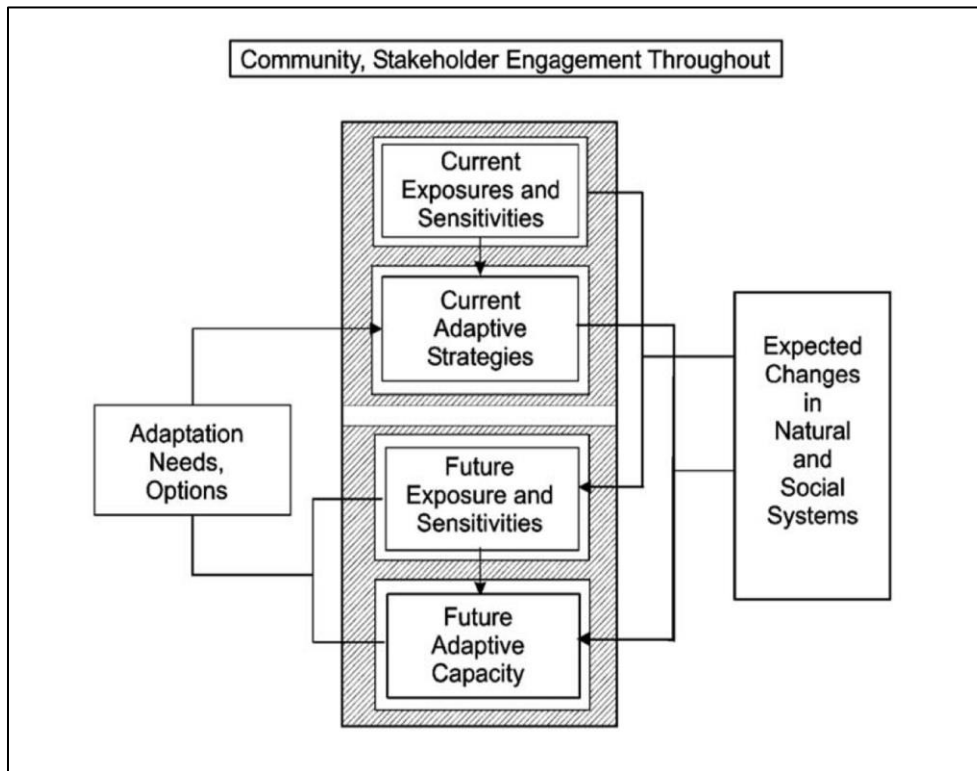 Community, Stakeholder Engagement Throughout
Current
Exposures and
Sensitivities
Current
Adaptive
Strategies
Adaptation
Needs,
Options
Future
Exposure and
Sensitivities
Future
Adaptive
Capacity
Expected
Changes
in
Natural
and
Social
Systems